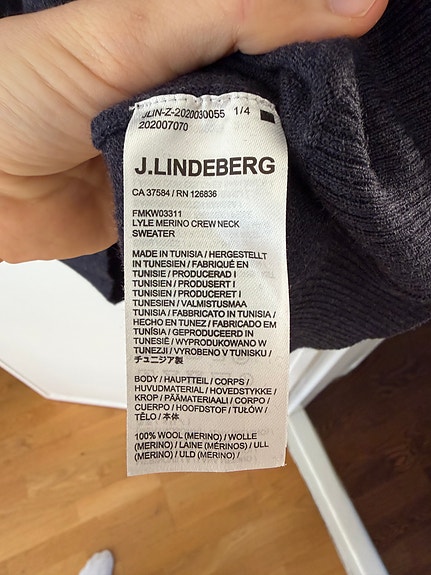 JLIN-Z-2020030055 1/4
202007070
J.LINDEBERG
CA 37584 / RN 126836
FMKW03311
LYLE MERINO CREW NECK
SWEATER
MADE IN TUNISIA / HERGESTELLT
IN TUNESIEN / FABRIQUÉ EN
TUNISIE / PRODUCERAD I
TUNISIEN / PRODUSERT I
TUNISIEN / PRODUCERET I
TUNESIEN / VALMISTUSMAA
TUNISIA / FABBRICATO IN TUNISIA /
HECHO EN TUNEZ / FABRICADO EM
TUNÍSIA / GEPRODUCEERD IN
TUNESIË / WYPRODUKOWANO W
TUNEZJI / VYROBENO V TUNISKU /
チュニジア製
BODY / HAUPTTEIL / CORPS /
HUVUDMATERIAL / HOVEDSTYKKE /
KROP / PÄÄMATERIAALI / CORPO /
CUERPO / HOOFDSTOF / TUŁÓW /
TĚLO / 本体
100% WOOL (MERINO) / WOLLE
(MERINO) / LAINE (MÉRINOS) / ULL
(MERINO) / ULD (MERINO) /